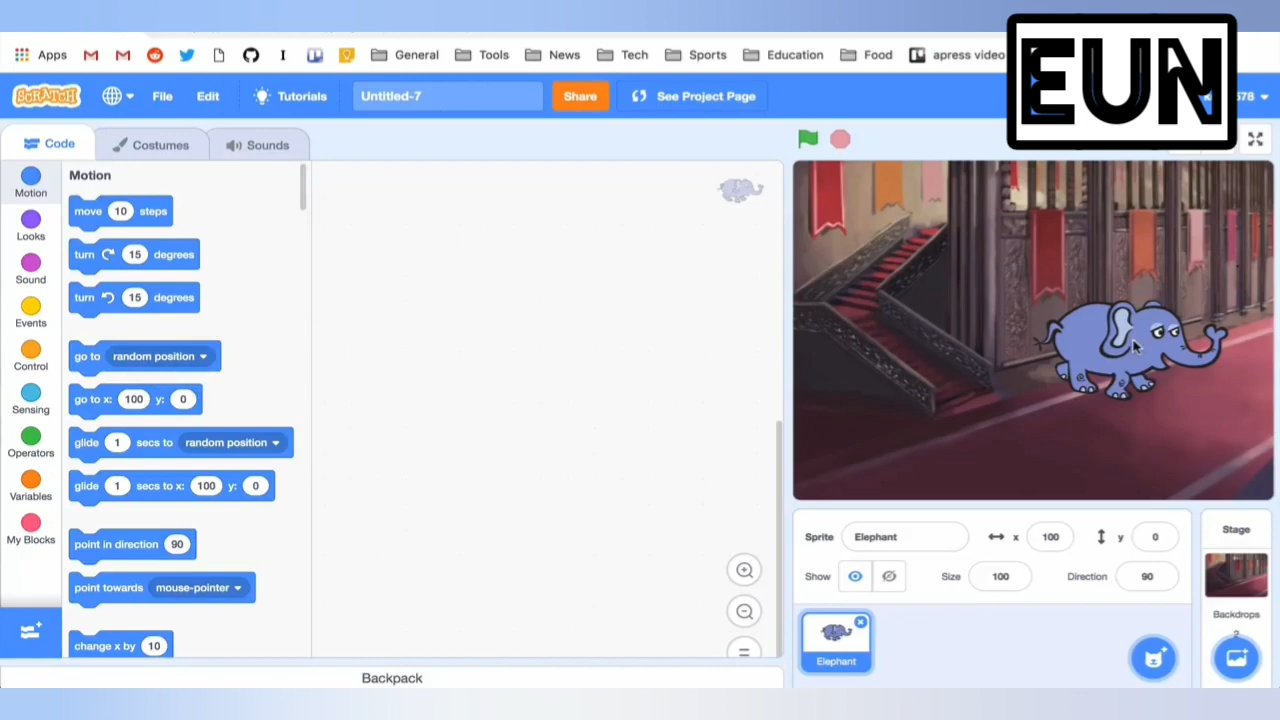 EUN
Apps General Tools News Tech Sports Education Food apress video
SCRATCH File Edit Tutorials Untitled-7 Share See Project Page 678
Code Costumes Sounds
Motion
Looks
Sound
Events
Control
Sensing
Operators
Variables
My Blocks
Motion
move 10 steps
turn 15 degrees
turn 15 degrees
go to random position
go to x: 100 y: 0
glide 1 secs to random position
glide 1 secs to x: 100 y: 0
point in direction 90
point towards mouse-pointer
change x by 10
Backpack
Sprite Elephant x 100 y 0
Show Size 100 Direction 90
Elephant
Stage
Backdrops
2